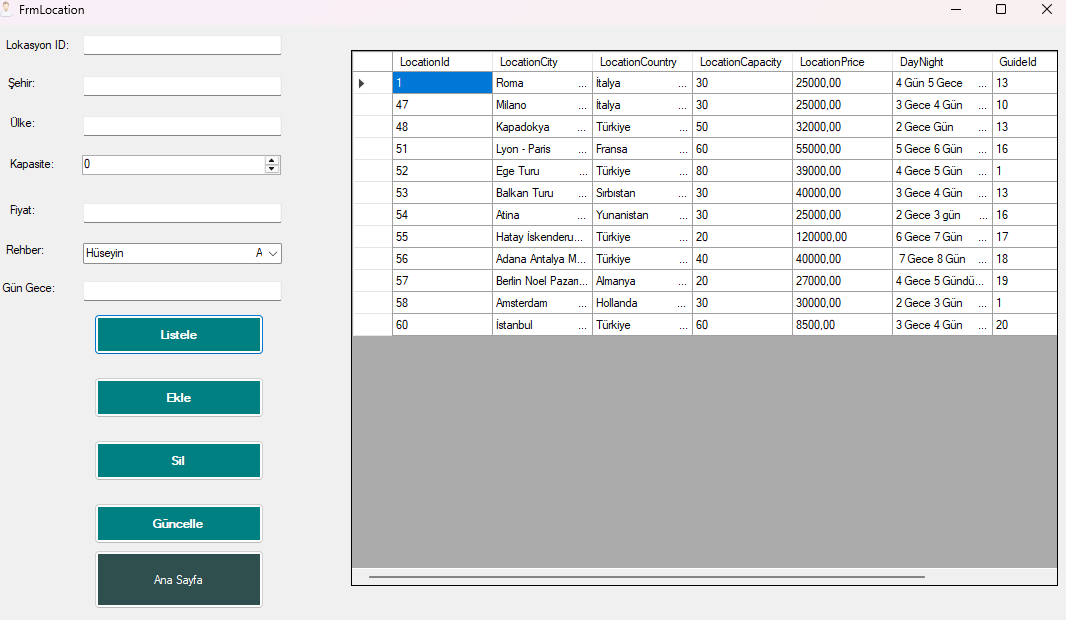 FrmLocation
Lokasyon ID:
Şehir:
Ülke:
Kapasite: 0
Fiyat:
Rehber: Hüseyin A
Gün Gece:
Listele
Ekle
Sil
Güncelle
Ana Sayfa
LocationId LocationCity LocationCountry LocationCapacity LocationPrice DayNight GuideId
1 Roma ... İtalya ... 30 25000,00 4 Gün 5 Gece ... 13
47 Milano ... İtalya ... 30 25000,00 3 Gece 4 Gün ... 10
48 Kapadokya ... Türkiye ... 50 32000,00 2 Gece Gün ... 13
51 Lyon - Paris ... Fransa ... 60 55000,00 5 Gece 6 Gün ... 16
52 Ege Turu ... Türkiye ... 80 39000,00 4 Gece 5 Gün ... 1
53 Balkan Turu ... Sırbistan ... 30 40000,00 3 Gece 4 Gün ... 13
54 Atina ... Yunanistan ... 30 25000,00 2 Gece 3 gün ... 16
55 Hatay İskenderu... Türkiye ... 20 120000,00 6 Gece 7 Gün ... 17
56 Adana Antalya M... Türkiye ... 40 40000,00 7 Gece 8 Gün ... 18
57 Berlin Noel Pazarı... Almanya ... 20 27000,00 4 Gece 5 Gündü... 19
58 Amsterdam ... Hollanda ... 30 30000,00 2 Gece 3 Gün ... 1
60 İstanbul ... Türkiye ... 60 8500,00 3 Gece 4 Gün ... 20